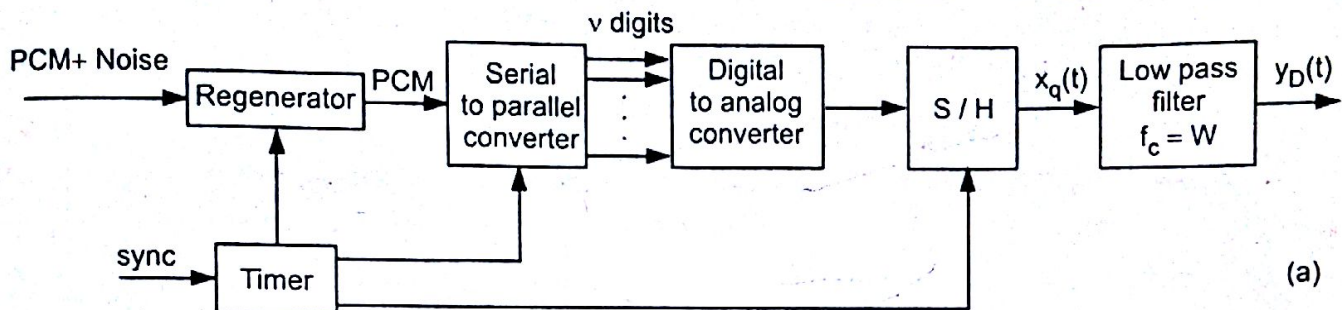 ν digits
PCM+ Noise
Regenerator
PCM
Serial
to parallel
converter
Digital
to analog
converter
S / H
x_q(t)
Low pass
filter
f_c = W
y_D(t)
sync
Timer
(a)